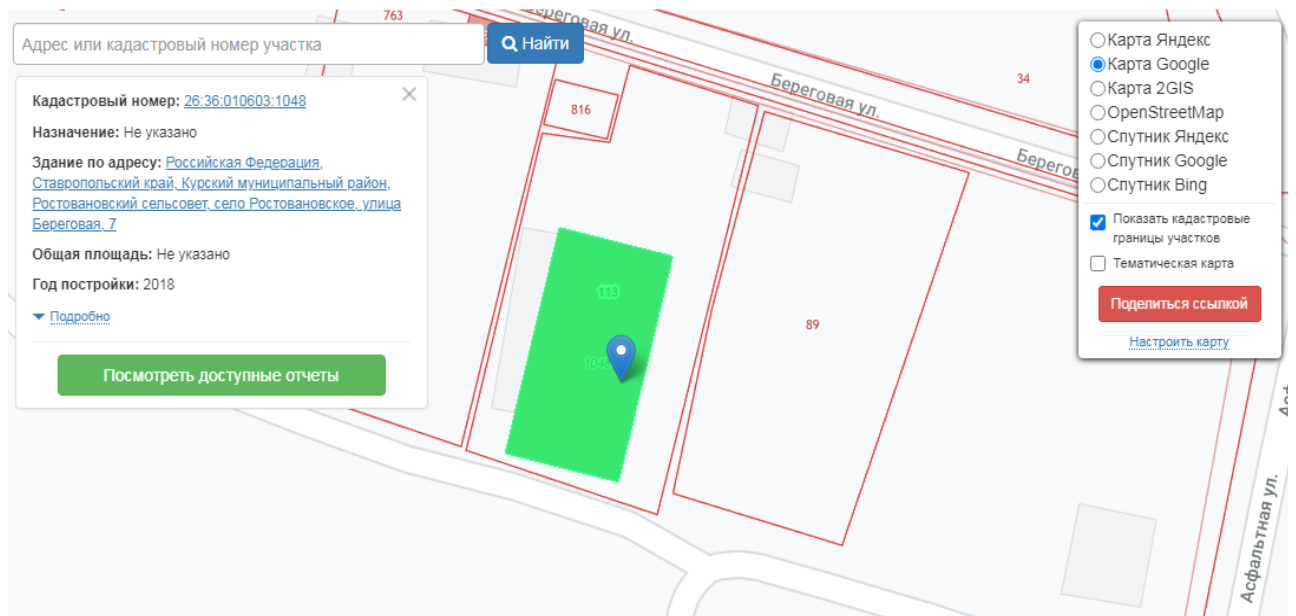 763
Береговая ул.
Адрес или кадастровый номер участка
Найти
Кадастровый номер: 26:36:010603:1048
Назначение: Не указано
Здание по адресу: Российская Федерация,
Ставропольский край, Курский муниципальный район,
Ростовановский сельсовет, село Ростовановское, улица
Береговая, 7
Общая площадь: Не указано
Год постройки: 2018
Подробно
Посмотреть доступные отчеты
816
Береговая ул.
34
113
89
Карта Яндекс
Карта Google
Карта 2GIS
OpenStreetMap
Спутник Яндекс
Спутник Google
Спутник Bing
Показать кадастровые
границы участков
Тематическая карта
Поделиться ссылкой
Настроить карту
Асфальтная ул.